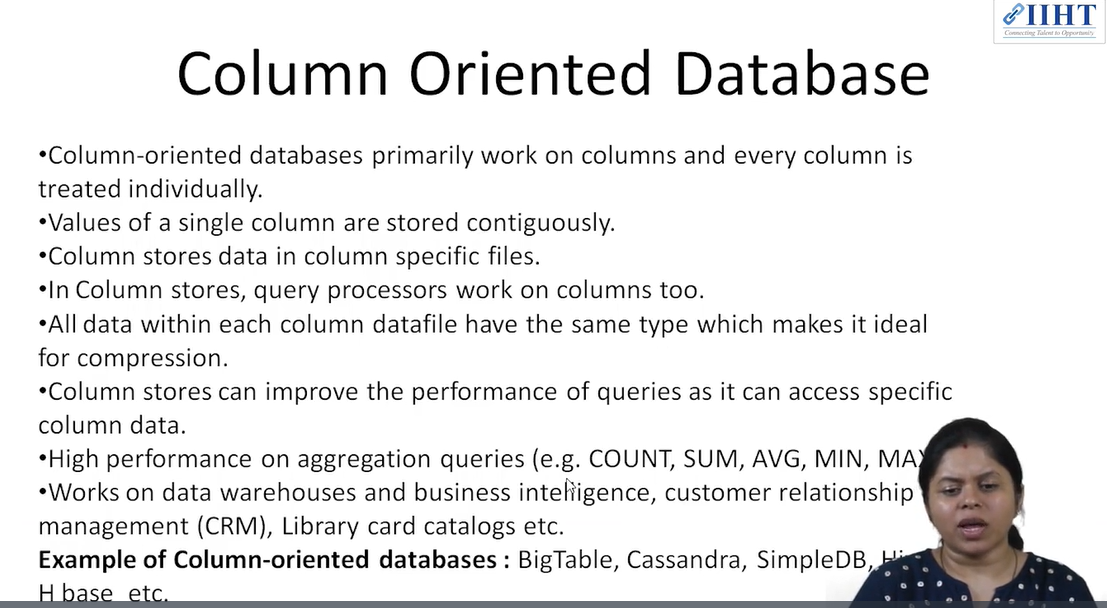 IIHT
Connecting Talent to Opportunity
Column Oriented Database
•Column-oriented databases primarily work on columns and every column is
treated individually.
•Values of a single column are stored contiguously.
•Column stores data in column specific files.
•In Column stores, query processors work on columns too.
•All data within each column datafile have the same type which makes it ideal
for compression.
•Column stores can improve the performance of queries as it can access specific
column data.
•High performance on aggregation queries (e.g. COUNT, SUM, AVG, MIN, MAX
•Works on data warehouses and business intelligence, customer relationship
management (CRM), Library card catalogs etc.
Example of Column-oriented databases : BigTable, Cassandra, SimpleDB,
H base etc.